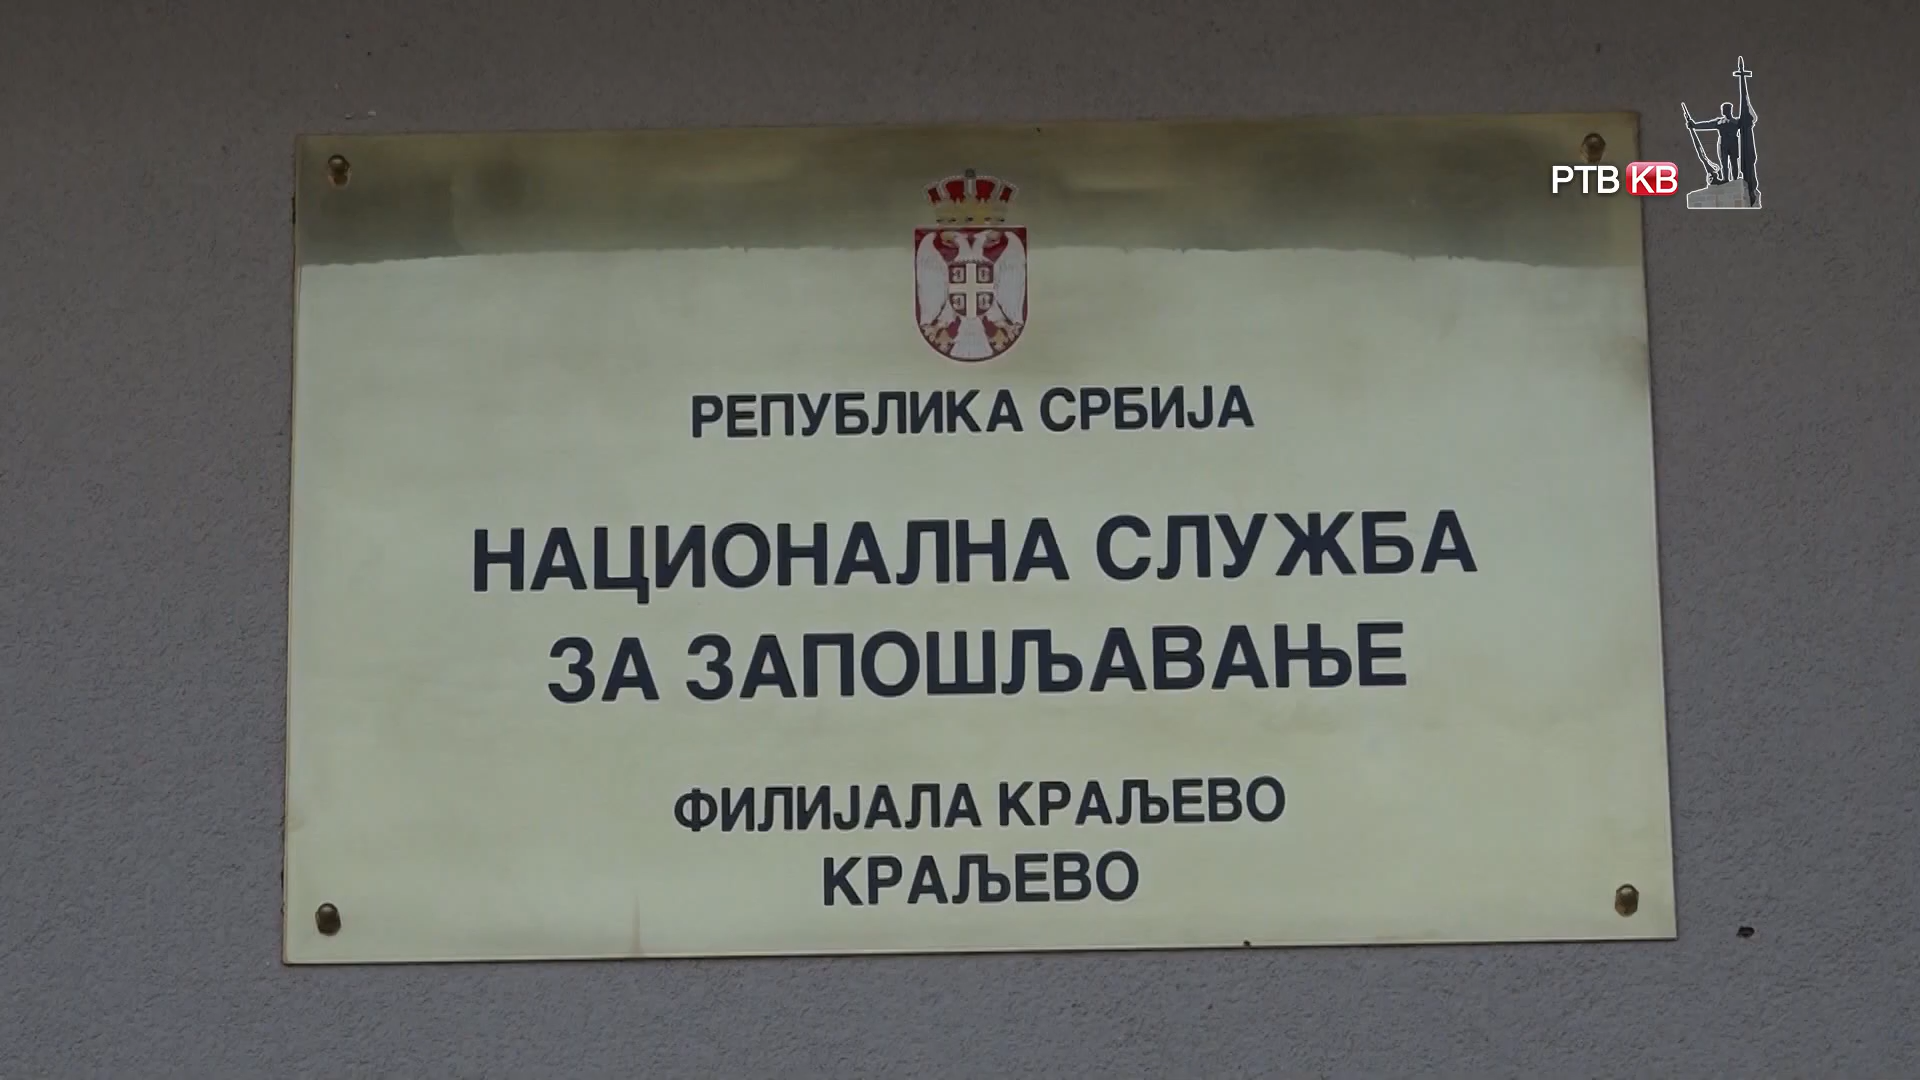 РТВ КВ
РЕПУБЛИКА СРБИЈА
НАЦИОНАЛНА СЛУЖБА
ЗА ЗАПОШЉАВАЊЕ
ФИЛИЈАЛА КРАЉЕВО
КРАЉЕВО